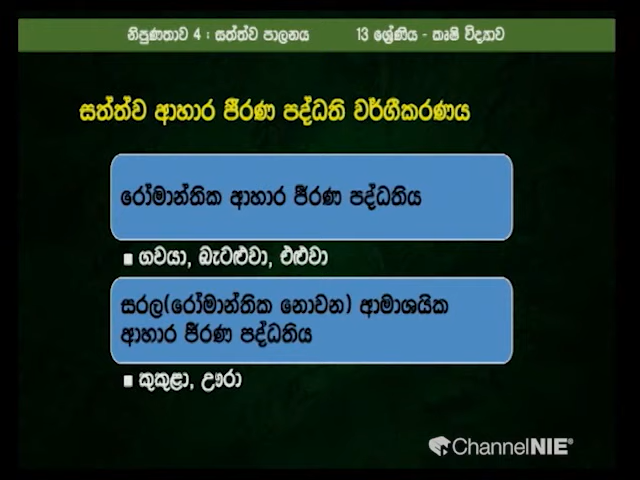 නිපුණතාව 4 : සත්ත්ව පාලනය 13 ශ්‍රේණිය - කෘෂි විද්‍යාව
සත්ත්ව ආහාර ජීරණ පද්ධති වර්ගීකරණය
රෝමාන්තික ආහාර ජීරණ පද්ධතිය
ගවයා, බැටළුවා, එළුවා
සරල(රෝමාන්තික නොවන) ආමාශයික
ආහාර ජීරණ පද්ධතිය
කුකුළා, ඌරා
ChannelNIE®